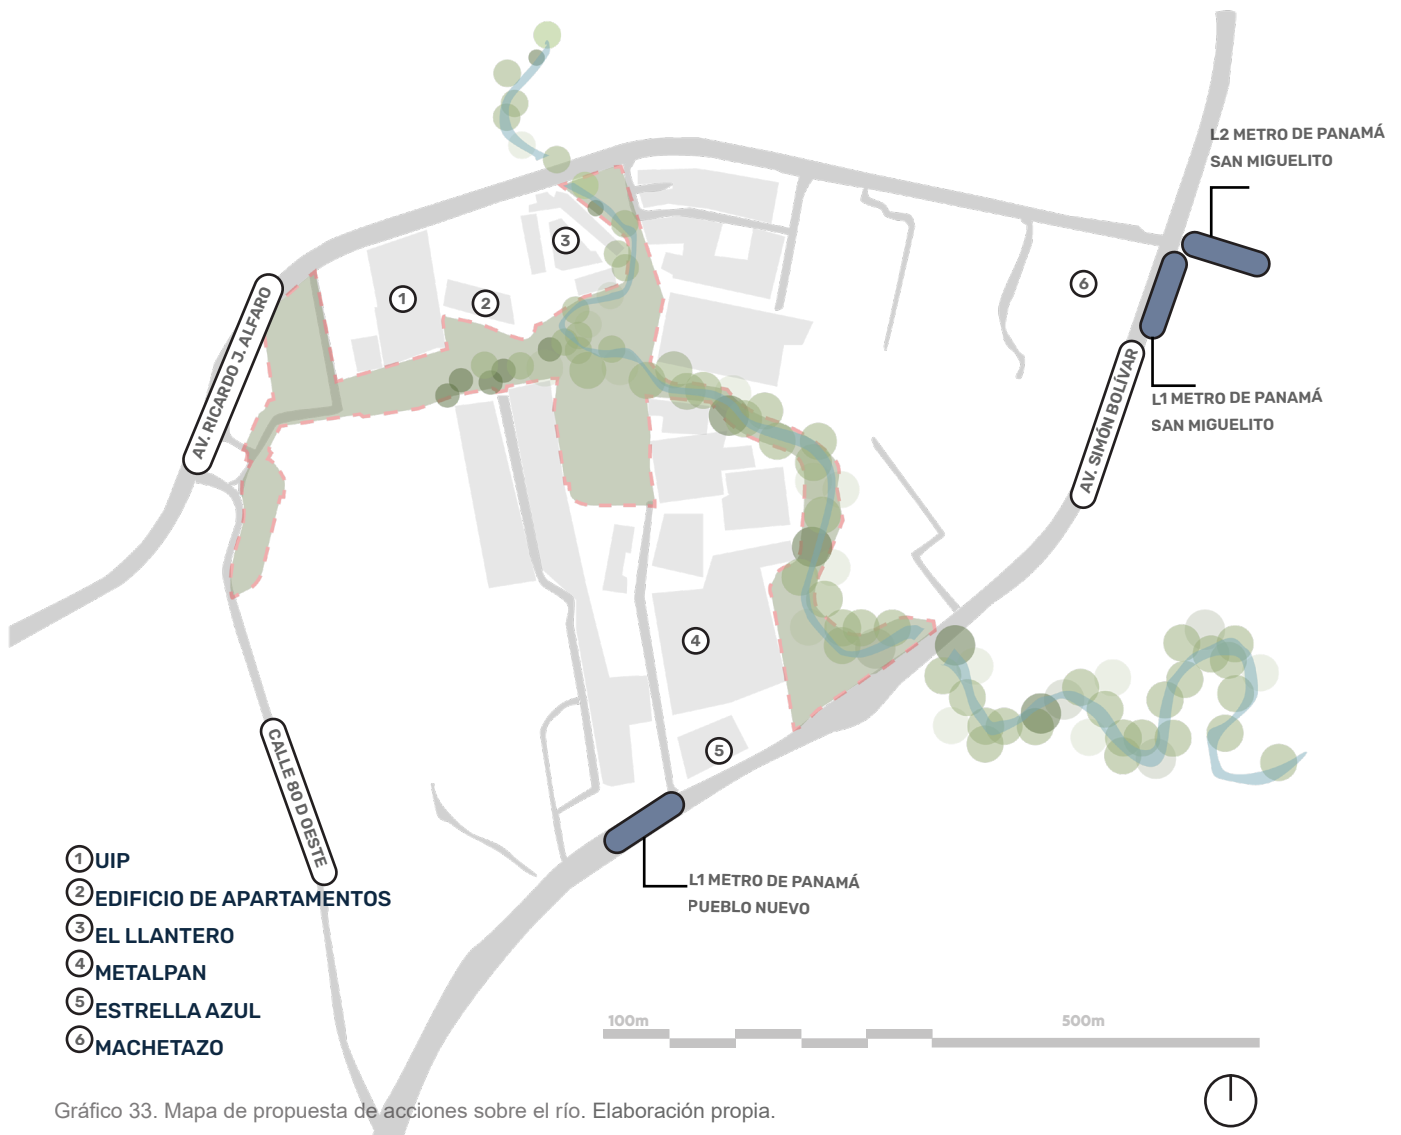 L2 METRO DE PANAMÁ
SAN MIGUELITO
3
6
1
2
AV. RICARDO J. ALFARO
AV. SIMÓN BOLÍVAR
L1 METRO DE PANAMÁ
SAN MIGUELITO
4
5
CALLE 80 D OESTE
L1 METRO DE PANAMÁ
PUEBLO NUEVO
1 UIP
2 EDIFICIO DE APARTAMENTOS
3 EL LLANTERO
4 METALPAN
5 ESTRELLA AZUL
6 MACHETAZO
100m 500m
Gráfico 33. Mapa de propuesta de acciones sobre el río. Elaboración propia.